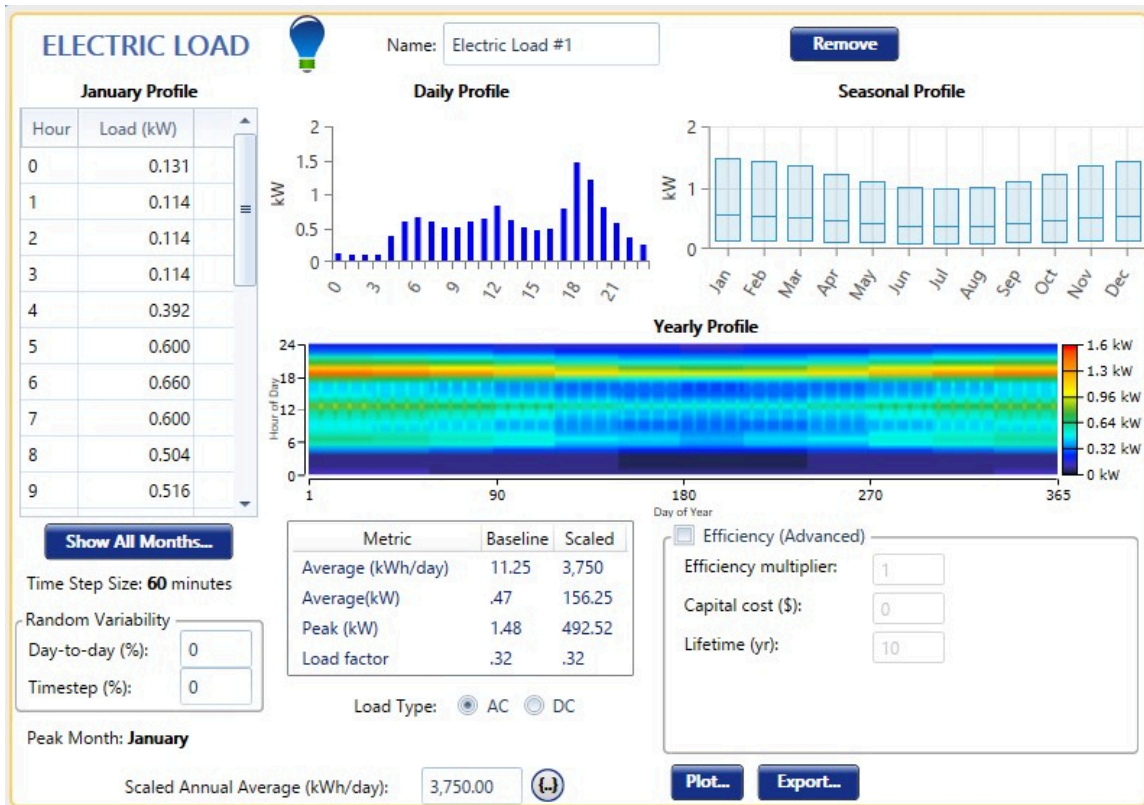 ELECTRIC LOAD
Name: Electric Load #1
Remove
January Profile
Hour Load (kW)
0 0.131
1 0.114
2 0.114
3 0.114
4 0.392
5 0.600
6 0.660
7 0.600
8 0.504
9 0.516
Show All Months...
Time Step Size: 60 minutes
Random Variability
Day-to-day (%): 0
Timestep (%): 0
Peak Month: January
Daily Profile
kW
2
1.5
1
0.5
0
0 3 6 9 12 15 18 21
Seasonal Profile
kW
2
1
0
Jan Feb Mar Apr May Jun Jul Aug Sep Oct Nov Dec
Yearly Profile
Hour of Day
24
18
12
6
0
1 90 180 270 365
Day of Year
1.6 kW
1.3 kW
0.96 kW
0.64 kW
0.32 kW
0 kW
Metric Baseline Scaled
Average (kWh/day) 11.25 3,750
Average(kW) .47 156.25
Peak (kW) 1.48 492.52
Load factor .32 .32
Load Type: AC DC
Efficiency (Advanced)
Efficiency multiplier: 1
Capital cost ($): 0
Lifetime (yr): 10
Scaled Annual Average (kWh/day): 3,750.00 {..}
Plot... Export...